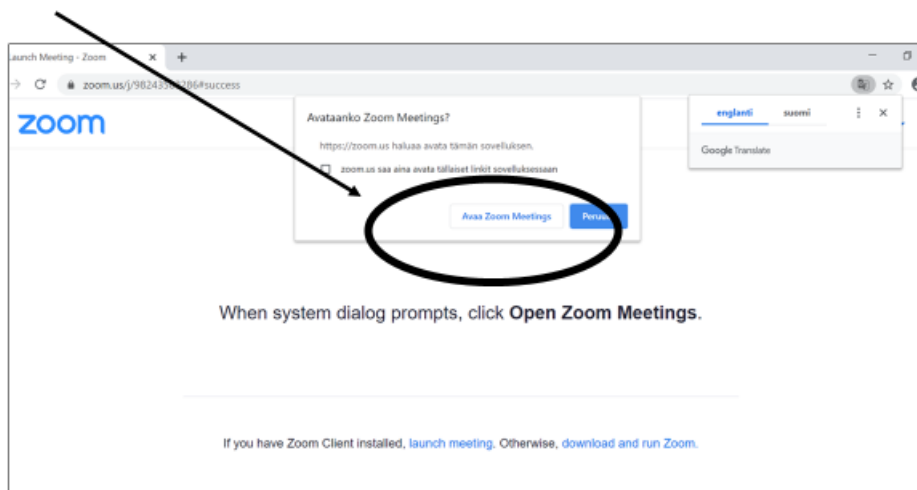 Launch Meeting - Zoom
zoom.us/j/98243
286#success
zoom
Avataanko Zoom Meetings?
https://zoom.us haluaa avata tämän sovelluksen.
zoom.us saa aina avata tällaiset linkit sovelluksessaan
Avaa Zoom Meetings
englanti suomi
Google Translate
When system dialog prompts, click Open Zoom Meetings.
If you have Zoom Client installed, launch meeting. Otherwise, download and run Zoom.